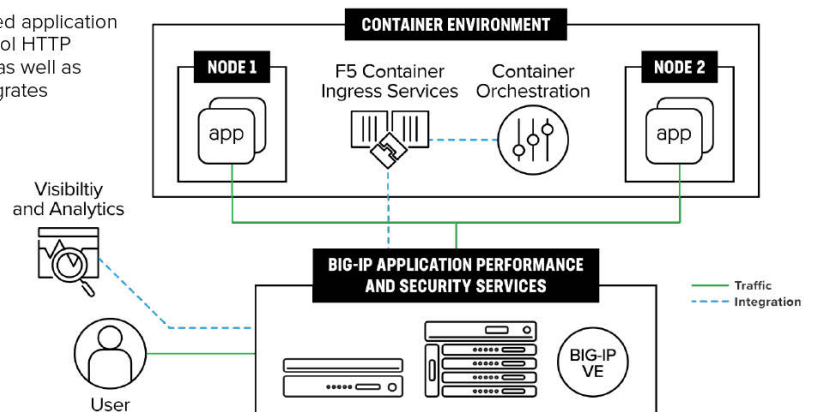 ed application
ol HTTP
as well as
grates
CONTAINER ENVIRONMENT
NODE 1
app
F5 Container
Ingress Services
Container
Orchestration
NODE 2
app
Visibiltiy
and Analytics
BIG-IP APPLICATION PERFORMANCE
AND SECURITY SERVICES
Traffic
Integration
BIG-IP
VE
User